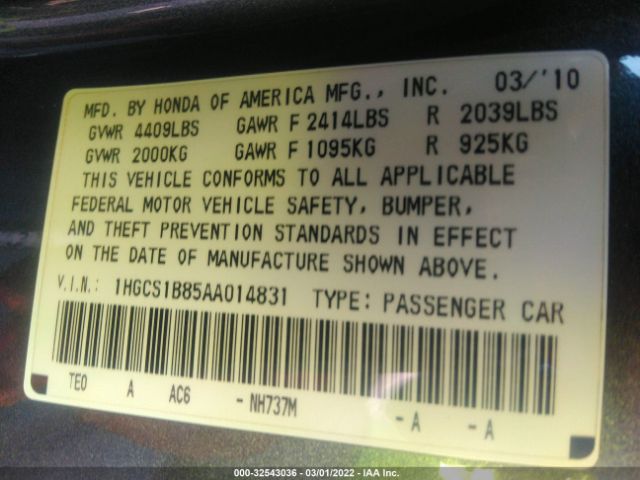 MFD. BY HONDA OF AMERICA MFG., INC. 03/'10
GVWR 4409LBS GAWR F 2414LBS R 2039LBS
GVWR 2000KG GAWR F 1095KG R 925KG
THIS VEHICLE CONFORMS TO ALL APPLICABLE
FEDERAL MOTOR VEHICLE SAFETY, BUMPER,
AND THEFT PREVENTION STANDARDS IN EFFECT
ON THE DATE OF MANUFACTURE SHOWN ABOVE.
V.I.N.: 1HGCS1B85AA014831 TYPE: PASSENGER CAR
TE0 A AC6 - NH737M - A - A
000-32543036 - 03/01/2022 - IAA Inc.